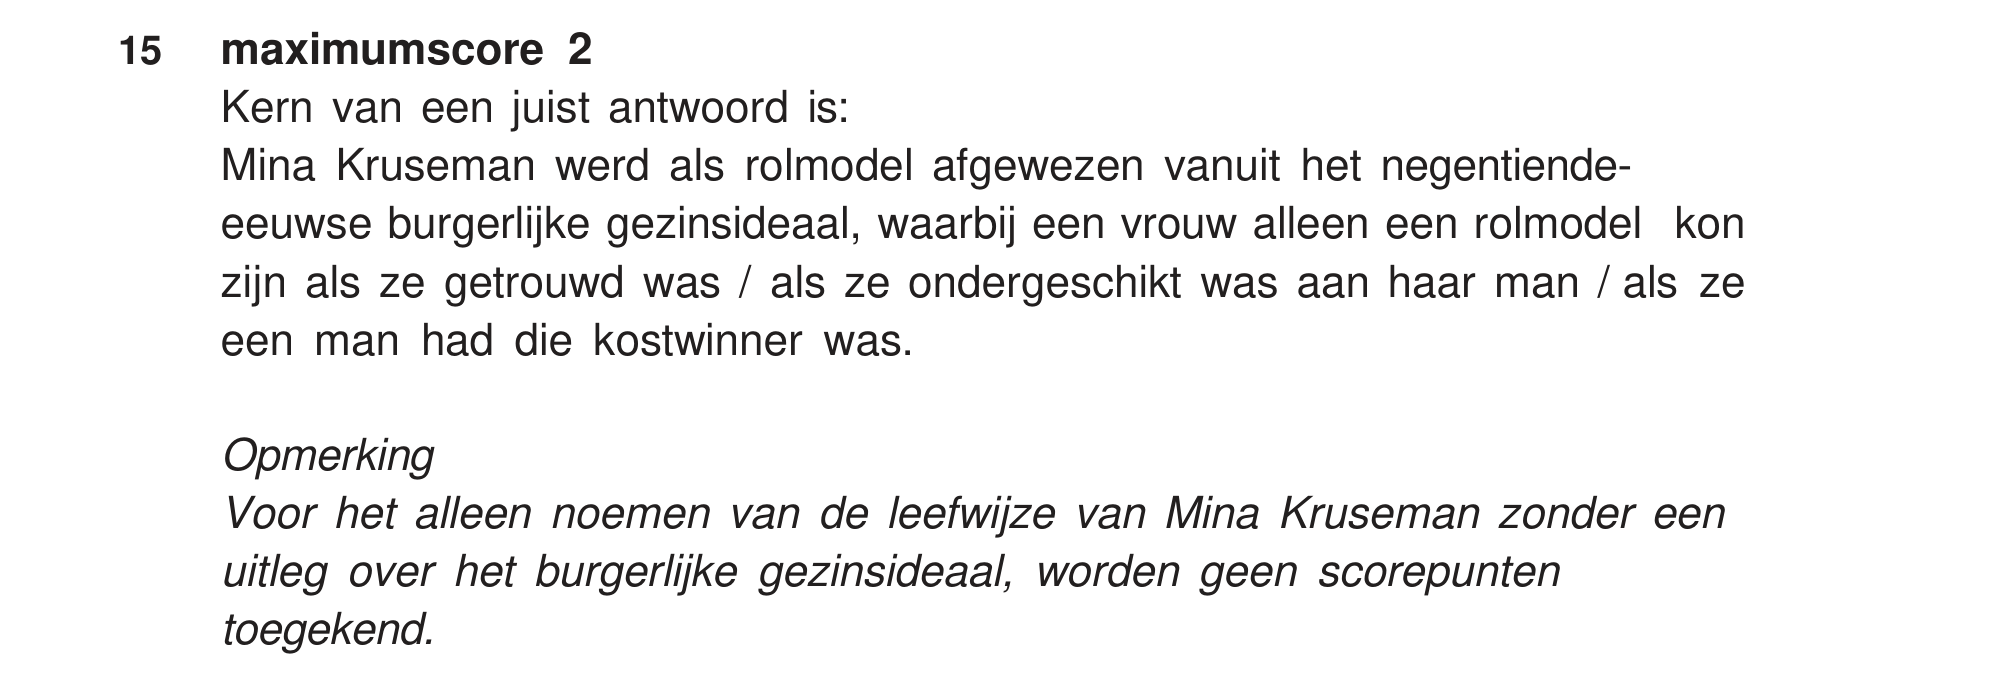 15 maximumscore 2
Kern van een juist antwoord is:
Mina Kruseman werd als rolmodel afgewezen vanuit het negentiende-
eeuwse burgerlijke gezinsideaal, waarbij een vrouw alleen een rolmodel kon
zijn als ze getrouwd was / als ze ondergeschikt was aan haar man / als ze
een man had die kostwinner was.
Opmerking
Voor het alleen noemen van de leefwijze van Mina Kruseman zonder een
uitleg over het burgerlijke gezinsideaal, worden geen scorepunten
toegekend.